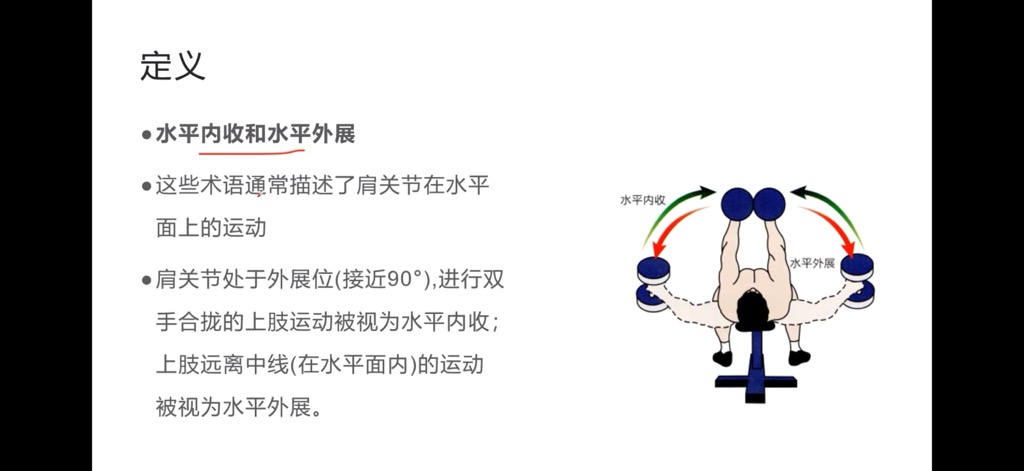 定义
●水平内收和水平外展
●这些术语通常描述了肩关节在水平
面上的运动
●肩关节处于外展位(接近90°),进行双
手合拢的上肢运动被视为水平内收；
上肢远离中线(在水平面内)的运动
被视为水平外展。
水平内收
水平外展